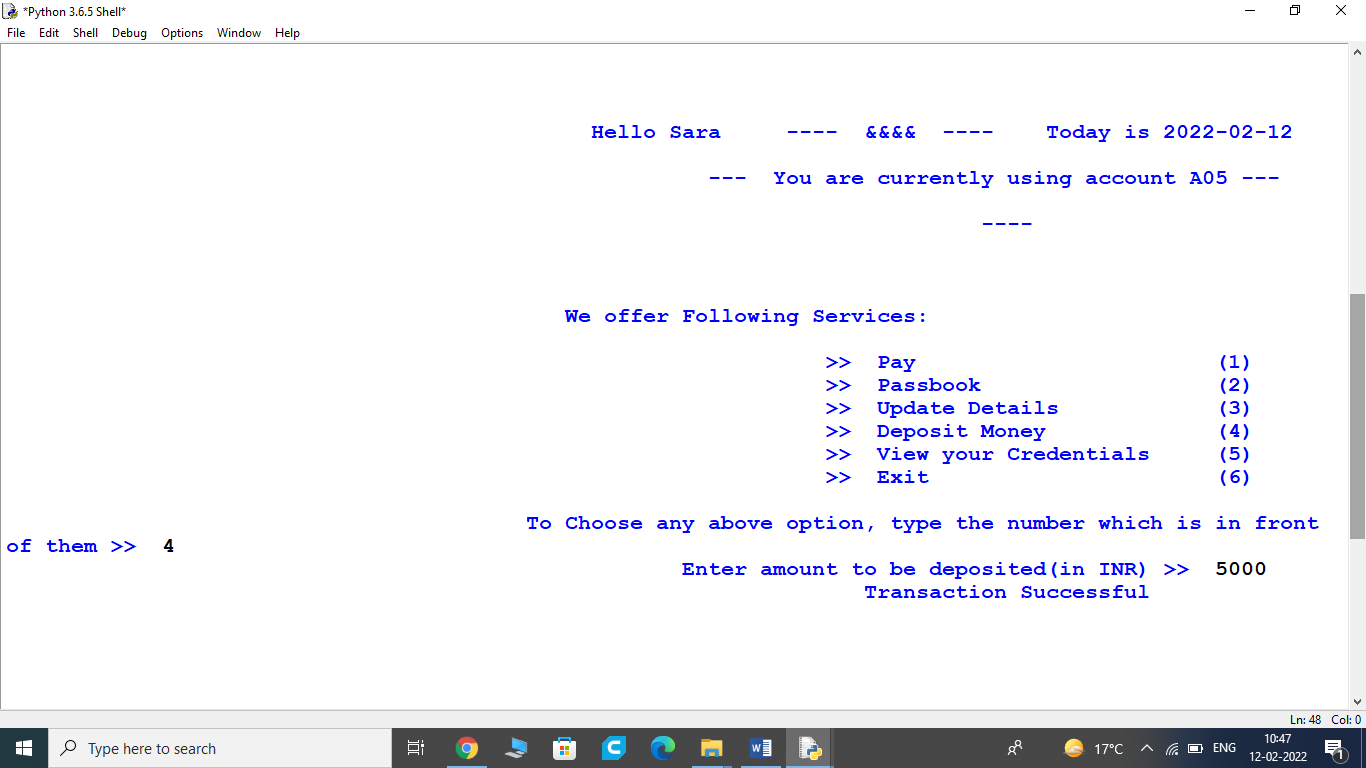 *Python 3.6.5 Shell*
File Edit Shell Debug Options Window Help
Hello Sara ---- &&&& ---- Today is 2022-02-12
--- You are currently using account A05 ---
----
We offer Following Services:
>> Pay (1)
>> Passbook (2)
>> Update Details (3)
>> Deposit Money (4)
>> View your Credentials (5)
>> Exit (6)
To Choose any above option, type the number which is in front
of them >> 4
Enter amount to be deposited(in INR) >> 5000
Transaction Successful
Ln: 48 Col: 0
Type here to search
17°C
ENG
10:47
12-02-2022
1